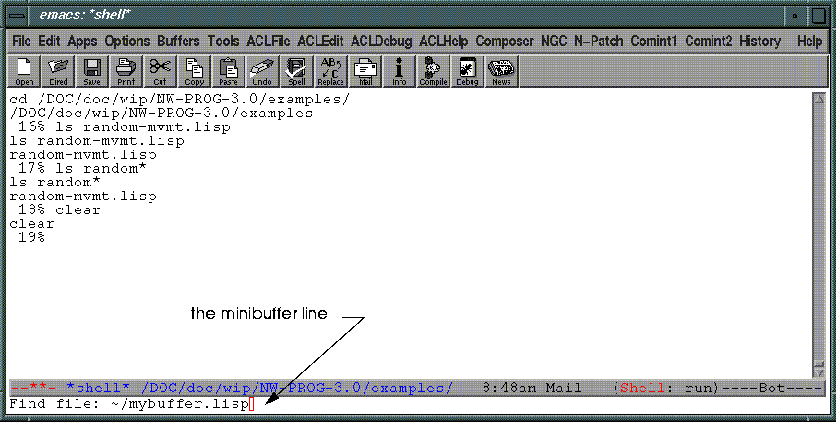 emacs: *shell*
File Edit Apps Options Buffers Tools ACLFile ACLEdit ACLDebug ACLHelp Composer NGC N-Patch Comint1 Comint2 History Help
Open Dired Save Print Cut Copy Paste Undo Spell Replace Mail Info Compile Debug News
cd /DOC/doc/wip/NW-PROG-3.0/examples/
/DOC/doc/wip/NW-PROG-3.0/examples
16% ls random-mvmt.lisp
ls random-mvmt.lisp
random-mvmt.lisp
17% ls random*
ls random*
random-mvmt.lisp
18% clear
clear
19%
the minibuffer line
--**- *shell* /DOC/doc/wip/NW-PROG-3.0/examples/ 8:48am Mail (Shell: run)----Bot----
Find file: ~/mybuffer.lisp